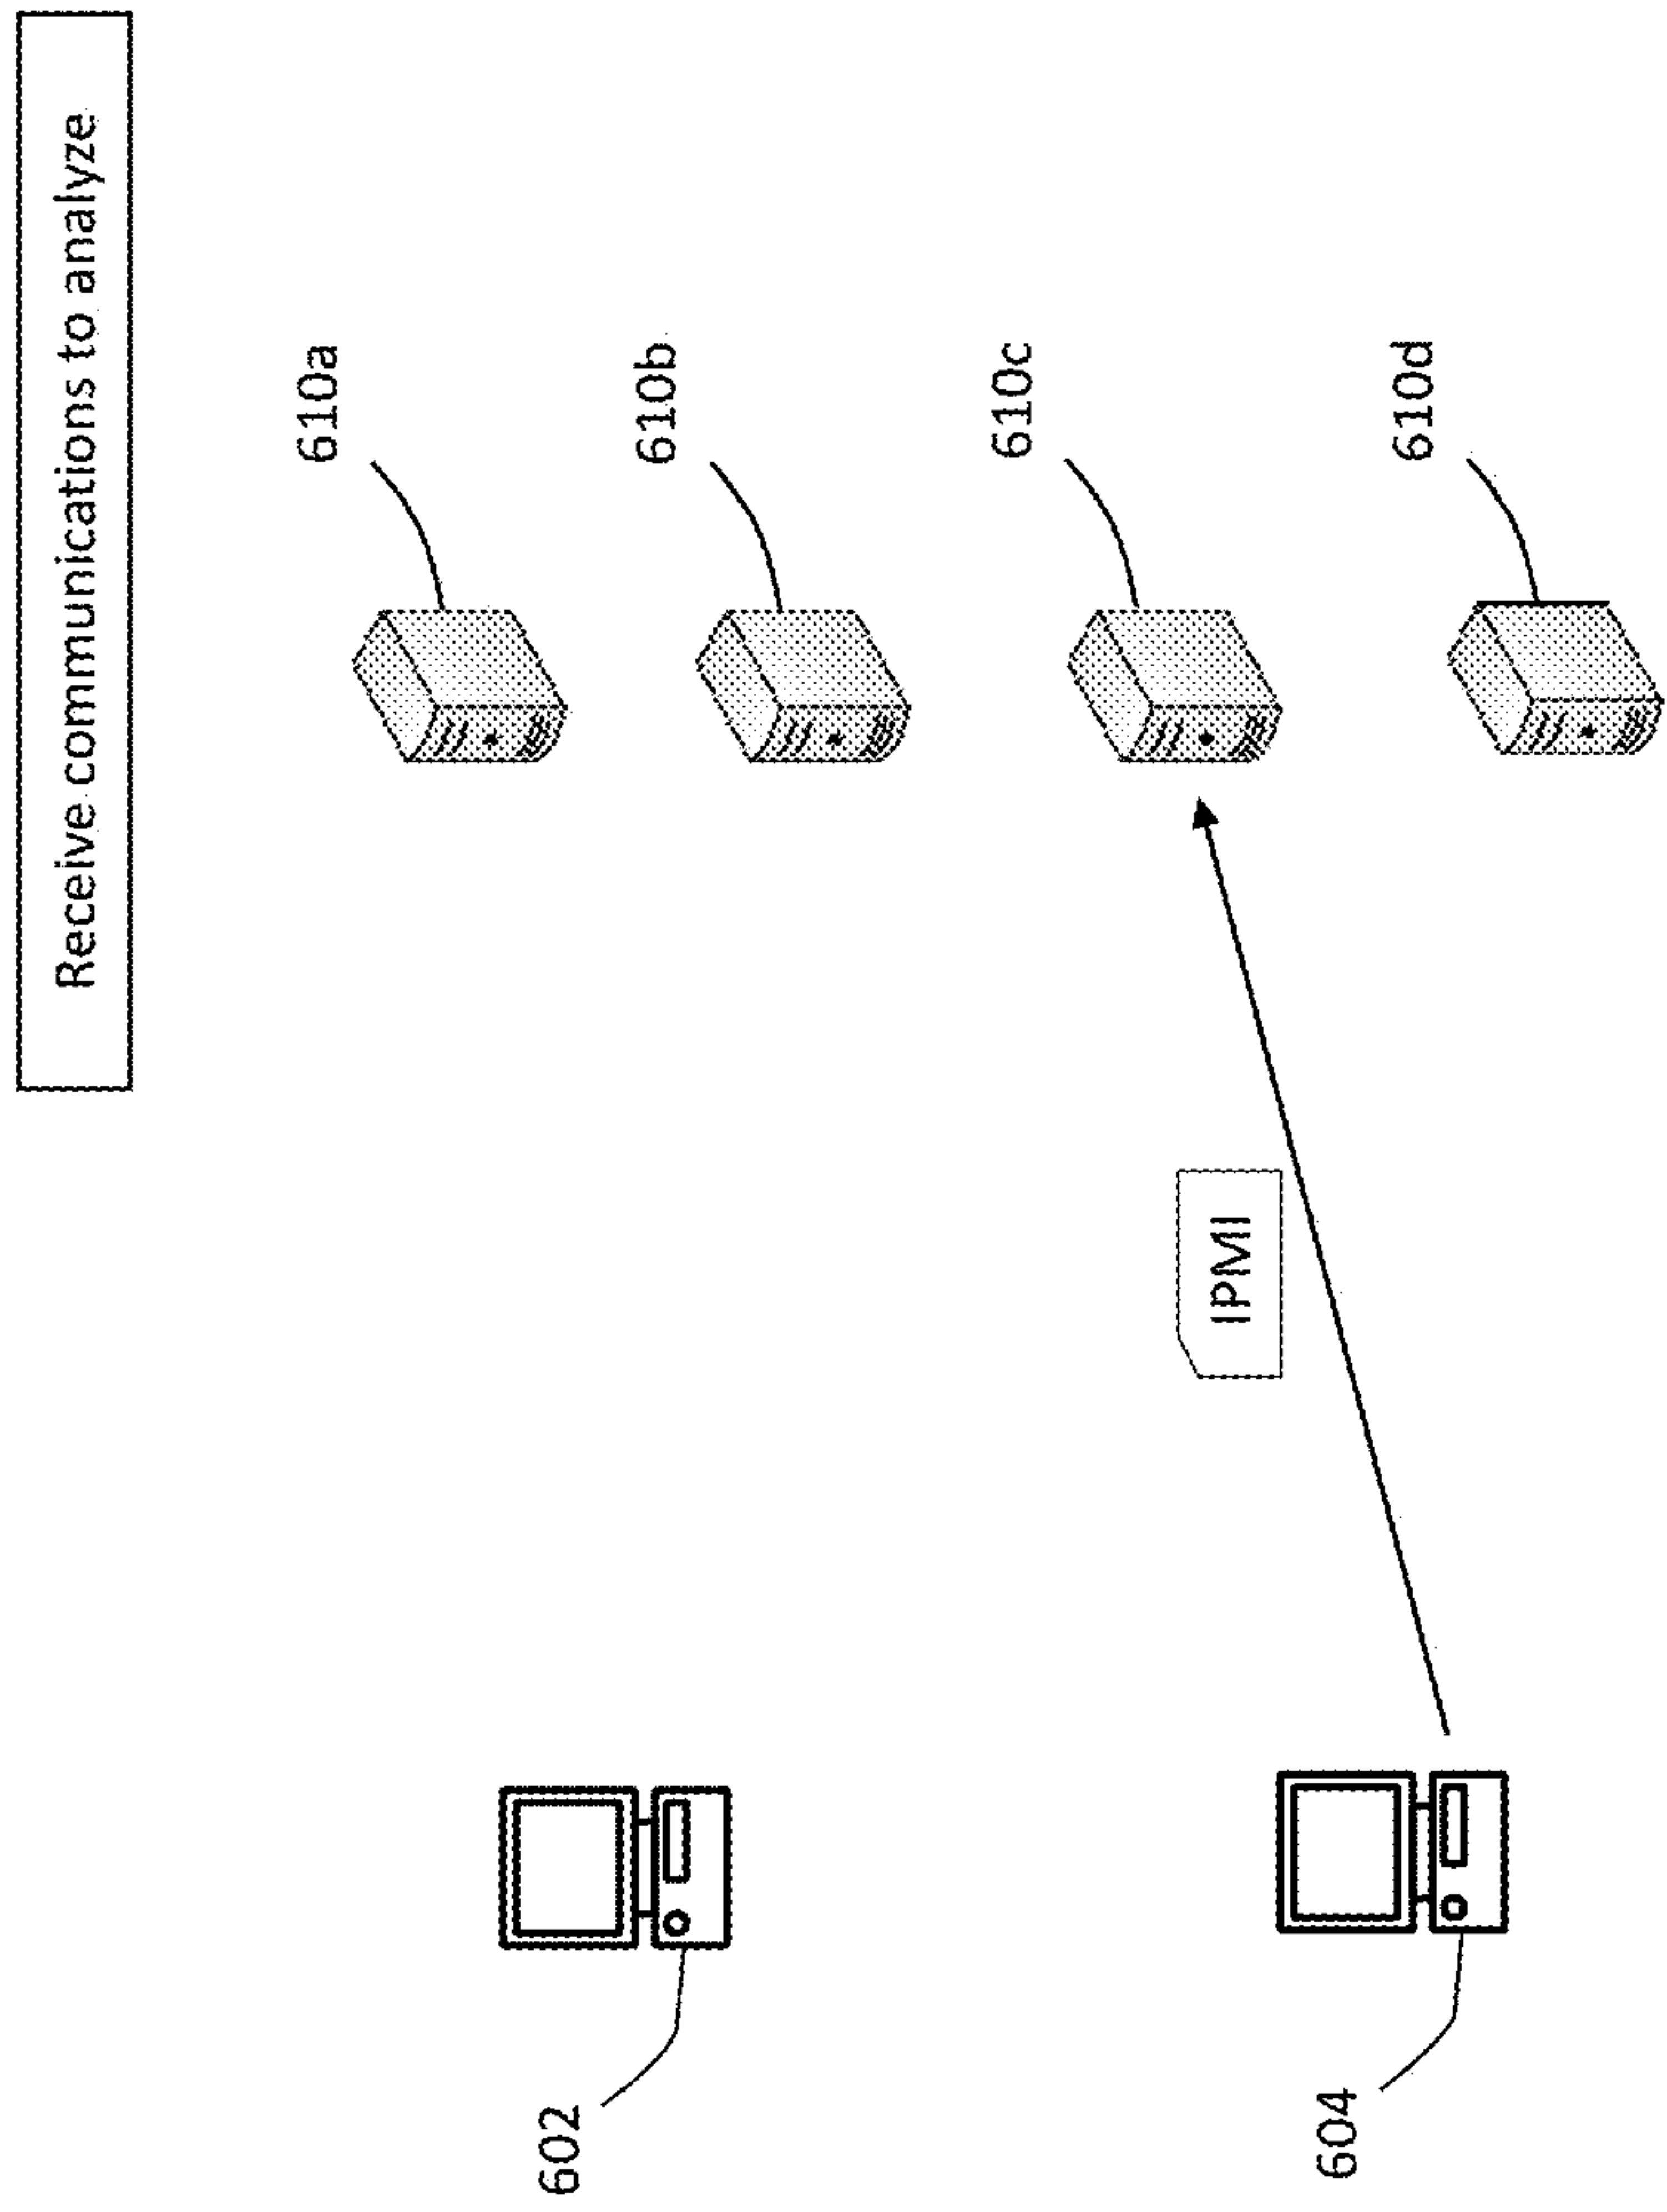 Receive communications to analyze
610a
610b
610c
610d
IPMI
602
604